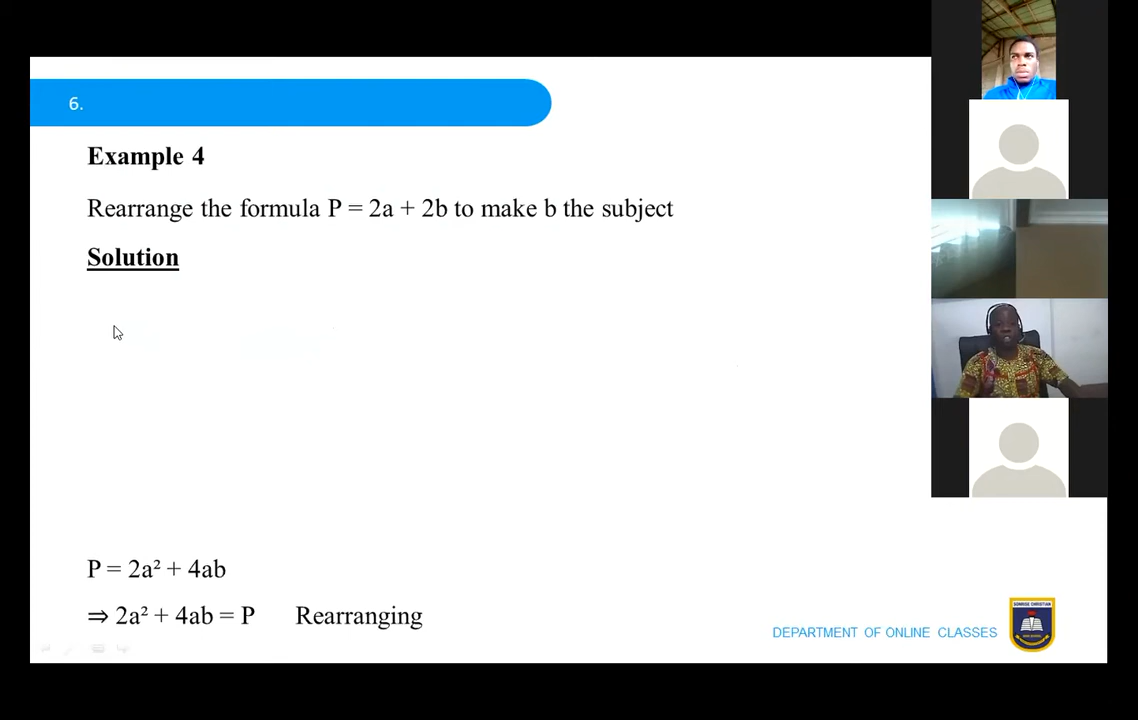 6.
Example 4
Rearrange the formula P = 2a + 2b to make b the subject
Solution
P = 2a² + 4ab
⇒ 2a² + 4ab = P Rearranging
DEPARTMENT OF ONLINE CLASSES